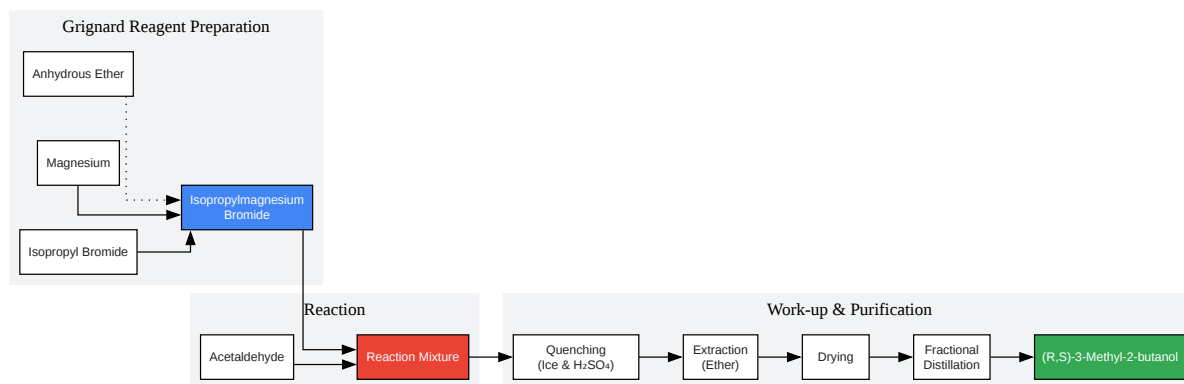 Grignard Reagent Preparation
Anhydrous Ether
Magnesium
Isopropylmagnesium
Bromide
Isopropyl Bromide
Reaction
Acetaldehyde
Reaction Mixture
Work-up & Purification
Quenching
(Ice & H₂SO₄)
Extraction
(Ether)
Drying
Fractional
Distillation
(R,S)-3-Methyl-2-butanol